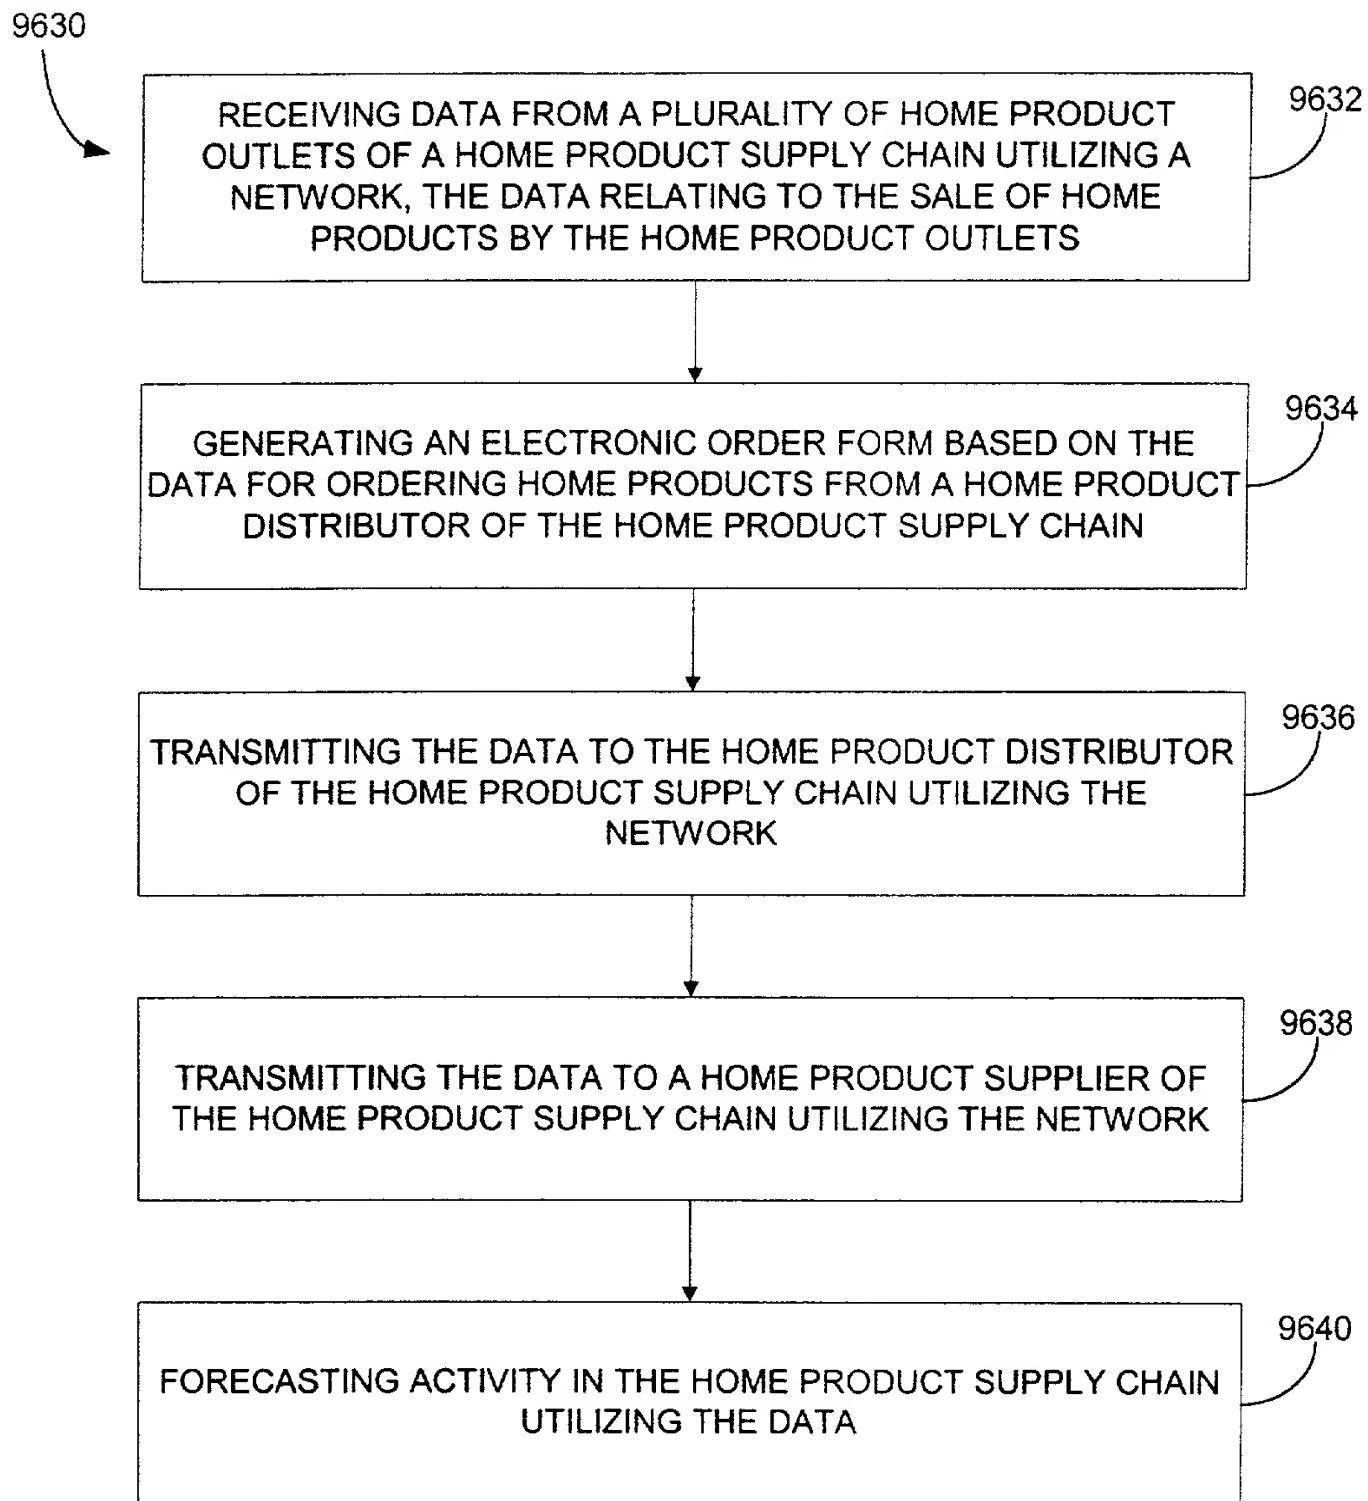 9630
RECEIVING DATA FROM A PLURALITY OF HOME PRODUCT
OUTLETS OF A HOME PRODUCT SUPPLY CHAIN UTILIZING A
NETWORK, THE DATA RELATING TO THE SALE OF HOME
PRODUCTS BY THE HOME PRODUCT OUTLETS
9632
GENERATING AN ELECTRONIC ORDER FORM BASED ON THE
DATA FOR ORDERING HOME PRODUCTS FROM A HOME PRODUCT
DISTRIBUTOR OF THE HOME PRODUCT SUPPLY CHAIN
9634
TRANSMITTING THE DATA TO THE HOME PRODUCT DISTRIBUTOR
OF THE HOME PRODUCT SUPPLY CHAIN UTILIZING THE
NETWORK
9636
TRANSMITTING THE DATA TO A HOME PRODUCT SUPPLIER OF
THE HOME PRODUCT SUPPLY CHAIN UTILIZING THE NETWORK
9638
FORECASTING ACTIVITY IN THE HOME PRODUCT SUPPLY CHAIN
UTILIZING THE DATA
9640